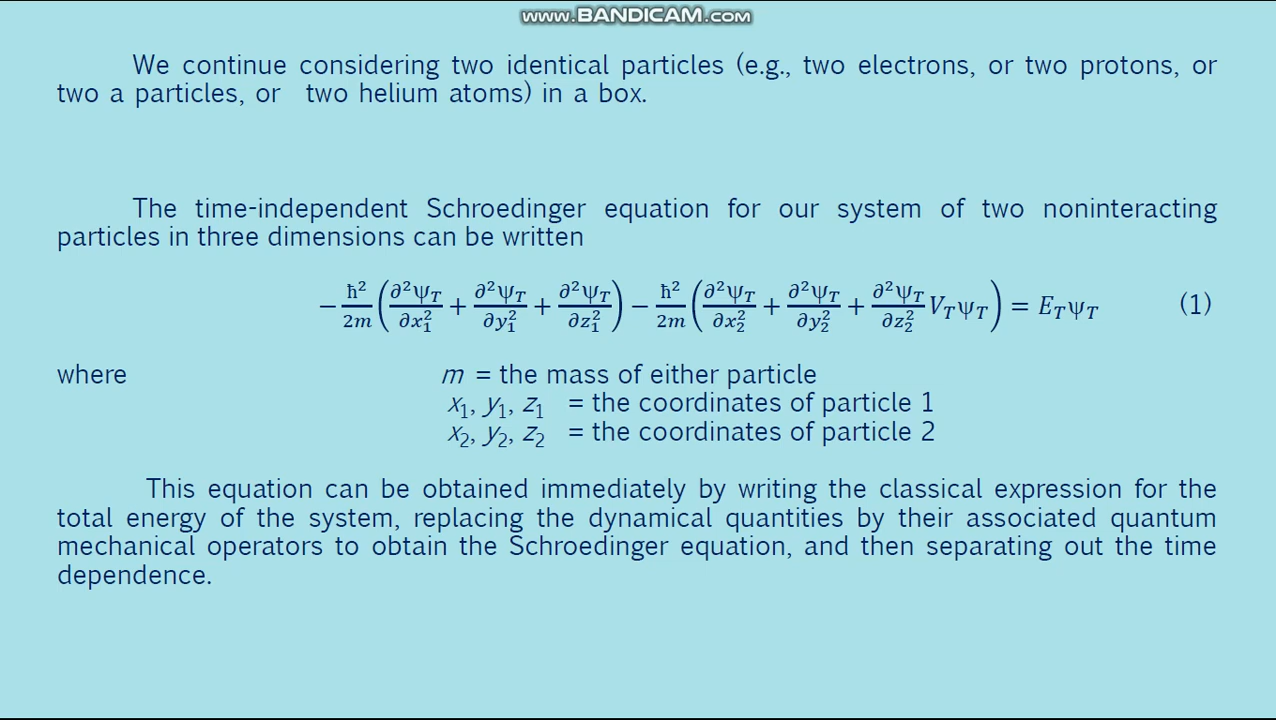 www.BANDICAM.com
We continue considering two identical particles (e.g., two electrons, or two protons, or
two a particles, or two helium atoms) in a box.
The time-independent Schroedinger equation for our system of two noninteracting
particles in three dimensions can be written
−ħ²/2m (∂²ψ_T/∂x₁² + ∂²ψ_T/∂y₁² + ∂²ψ_T/∂z₁²) − ħ²/2m (∂²ψ_T/∂x₂² + ∂²ψ_T/∂y₂² + ∂²ψ_T/∂z₂² V_Tψ_T) = E_Tψ_T (1)
where m = the mass of either particle
x₁, y₁, z₁ = the coordinates of particle 1
x₂, y₂, z₂ = the coordinates of particle 2
This equation can be obtained immediately by writing the classical expression for the
total energy of the system, replacing the dynamical quantities by their associated quantum
mechanical operators to obtain the Schroedinger equation, and then separating out the time
dependence.